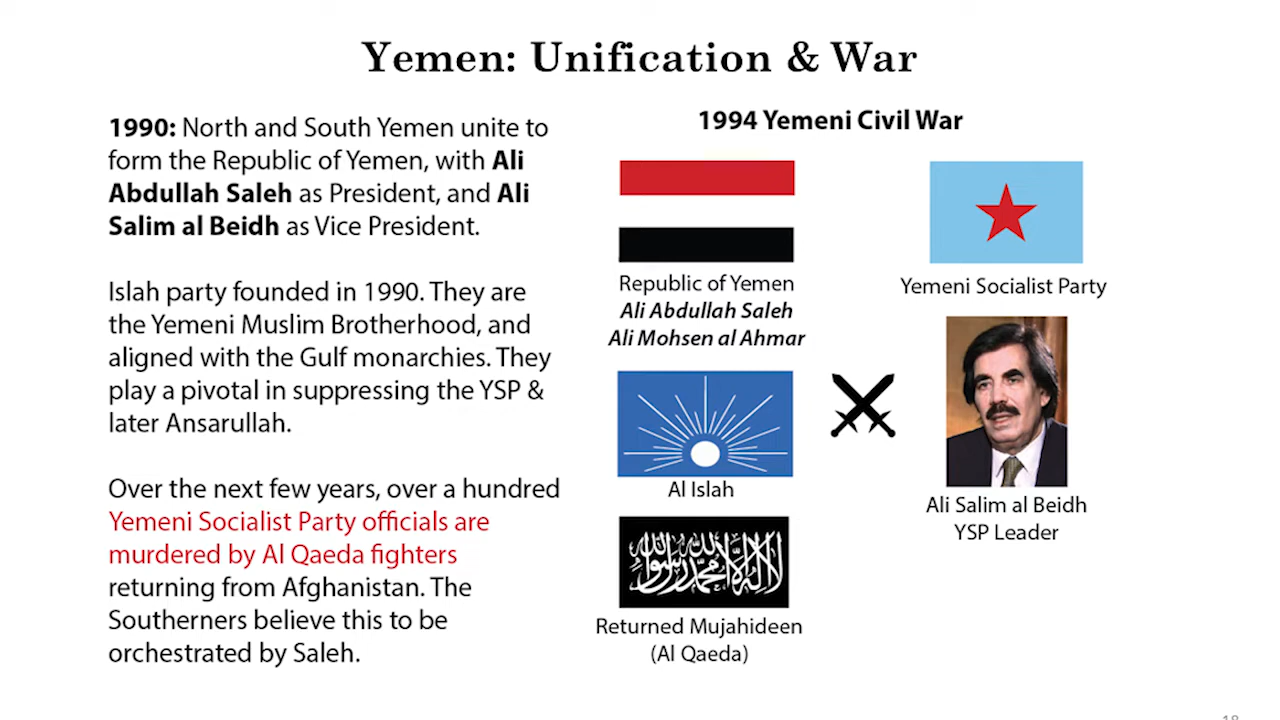 Yemen: Unification & War
1990: North and South Yemen unite to
form the Republic of Yemen, with Ali
Abdullah Saleh as President, and Ali
Salim al Beidh as Vice President.
Islah party founded in 1990. They are
the Yemeni Muslim Brotherhood, and
aligned with the Gulf monarchies. They
play a pivotal in suppressing the YSP &
later Ansarullah.
Over the next few years, over a hundred
Yemeni Socialist Party officials are
murdered by Al Qaeda fighters
returning from Afghanistan. The
Southerners believe this to be
orchestrated by Saleh.
1994 Yemeni Civil War
Republic of Yemen
Ali Abdullah Saleh
Ali Mohsen al Ahmar
Al Islah
لا إله إلا الله محمد رسول الله
Returned Mujahideen
(Al Qaeda)
Yemeni Socialist Party
Ali Salim al Beidh
YSP Leader